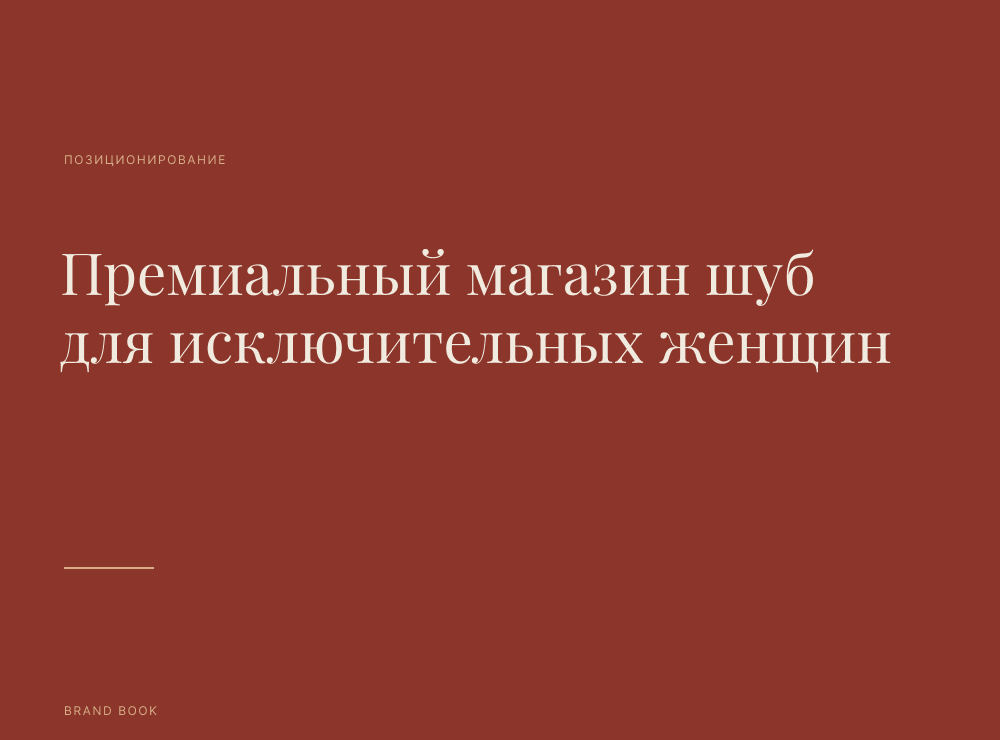 ПОЗИЦИОНИРОВАНИЕ
Премиальный магазин шуб
для исключительных женщин
BRAND BOOK